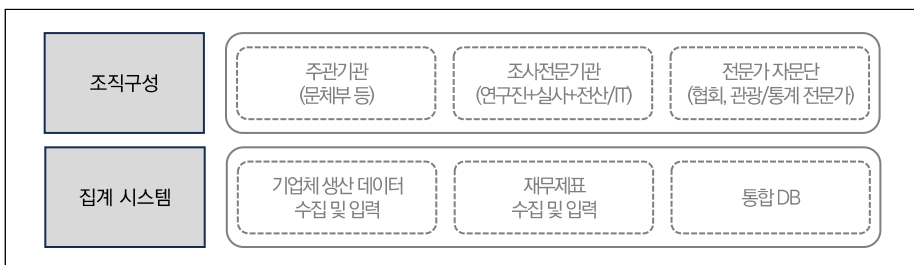 조직구성
주관기관
(문체부 등)
조사전문기관
(연구진+실사+전산/IT)
전문가 자문단
(협회, 관광/통계 전문가)
집계 시스템
기업체 생산 데이터
수집 및 입력
재무제표
수집 및 입력
통합 DB